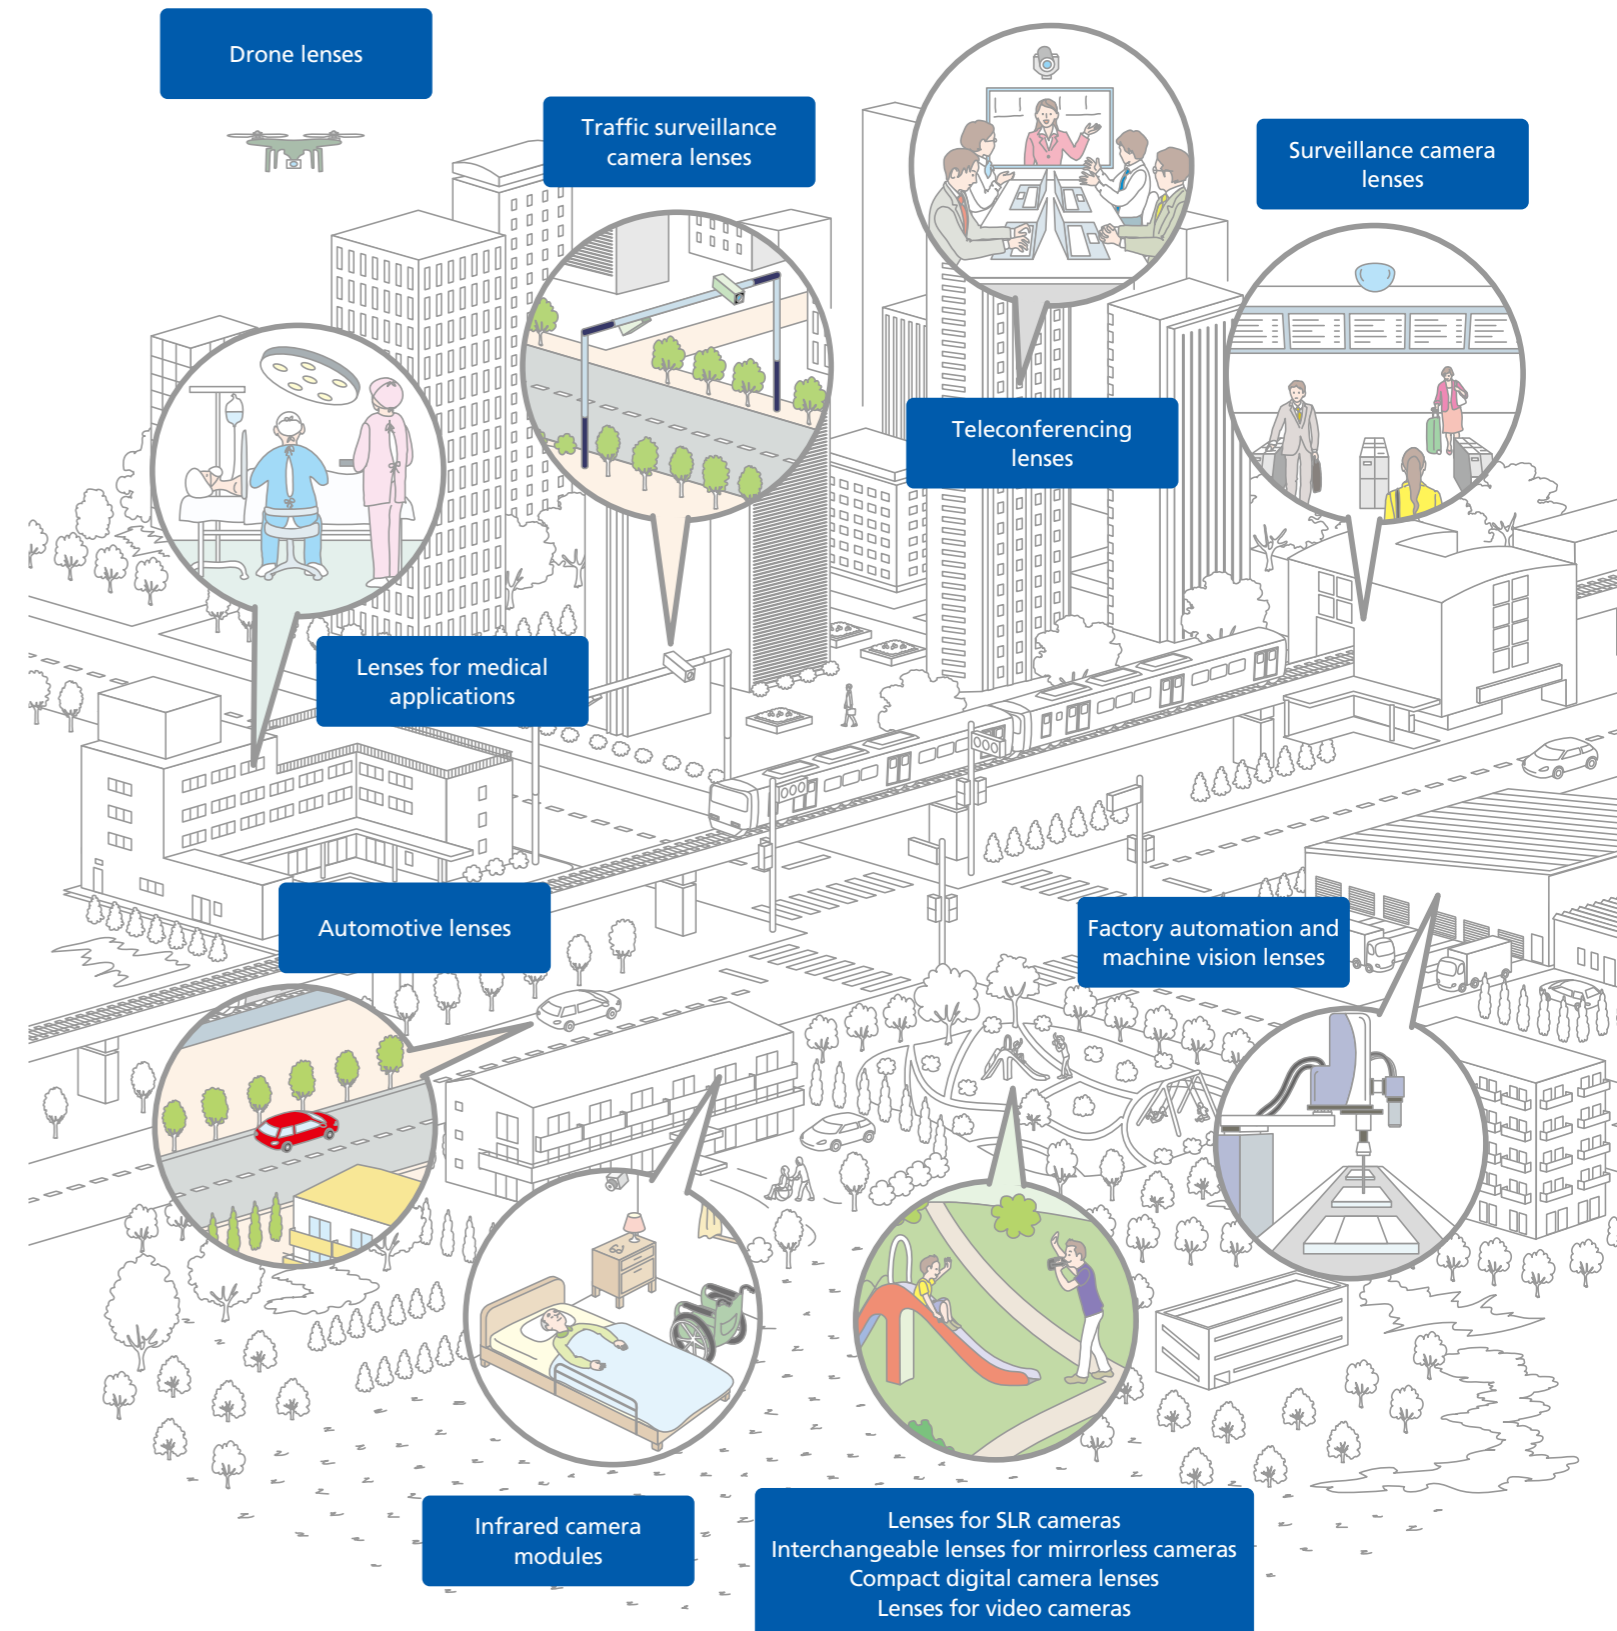 Drone lenses
Traffic surveillance
camera lenses
Surveillance camera
lenses
Teleconferencing
lenses
Lenses for medical
applications
Automotive lenses
Factory automation and
machine vision lenses
Infrared camera
modules
Lenses for SLR cameras
Interchangeable lenses for mirrorless cameras
Compact digital camera lenses
Lenses for video cameras